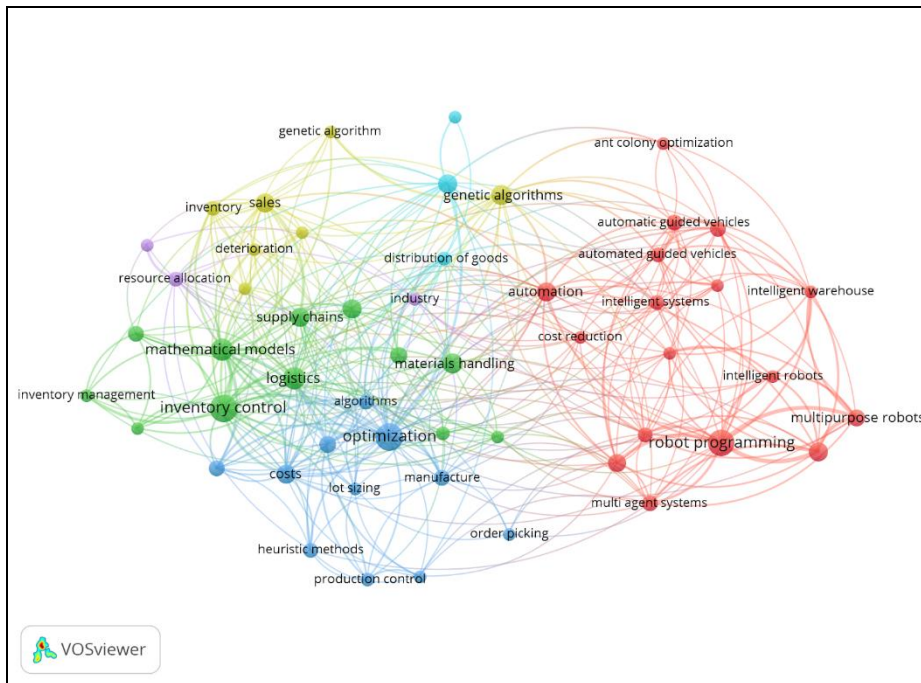 genetic algorithm
ant colony optimization
genetic algorithms
inventory
sales
automatic guided vehicles
deterioration
distribution of goods
automated guided vehicles
resource allocation
industry
automation
intelligent systems
intelligent warehouse
supply chains
cost reduction
mathematical models
materials handling
logistics
intelligent robots
inventory management
inventory control
algorithms
multipurpose robots
optimization
robot programming
costs
lot sizing
manufacture
multi agent systems
order picking
heuristic methods
production control
VOSviewer